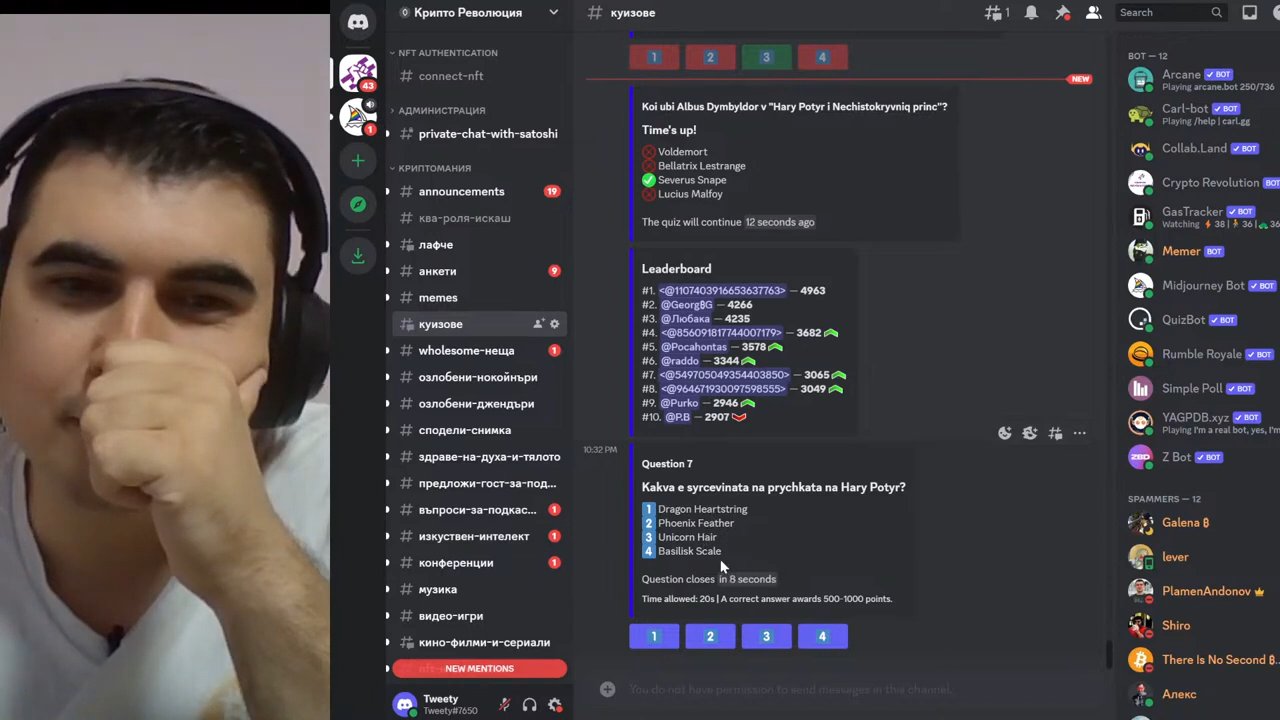 Крипто Революция
NFT AUTHENTICATION
connect-nft
АДМИНИСТРАЦИЯ
private-chat-with-satoshi
КРИПТОМАНИЯ
announcements
19
ква-роля-искаш
лафче
анкети
9
memes
куизове
wholesome-неща
1
озлобени-нокойнъри
озлобени-джендъри
сподели-снимка
здраве-на-духа-и-тялото
предложи-гост-за-под...
въпроси-за-подкас...
1
изкуствен-интелект
1
конференции
1
музика
видео-игри
кино-филми-и-сериали
NEW MENTIONS
Tweety
Tweety#7650
43
1
куизове
1
Search
1 2 3 4
NEW
Koi ubi Albus Dymbyldor v "Hary Potyr i Nechistokryvniq princ"?
Time's up!
Voldemort
Bellatrix Lestrange
Severus Snape
Lucius Malfoy
The quiz will continue 12 seconds ago
Leaderboard
#1. <@1107403916653637763> — 4963
#2. @Georg₿G — 4266
#3. @Любака — 4235
#4. <@856091817744007179> — 3682
#5. @Pocahontas — 3578
#6. @raddo — 3344
#7. <@549705049354403850> — 3065
#8. <@964671930097598555> — 3049
#9. @Purko — 2946
#10. @P.B — 2907
10:32 PM
Question 7
Kakva e syrcevinata na prychkata na Hary Potyr?
1 Dragon Heartstring
2 Phoenix Feather
3 Unicorn Hair
4 Basilisk Scale
Question closes in 8 seconds
Time allowed: 20s | A correct answer awards 500-1000 points.
1 2 3 4
You do not have permission to send messages in this channel.
BOT — 12
Arcane BOT
Playing arcane.bot 250/736
Carl-bot BOT
Playing /help | carl.gg
Collab.Land BOT
Crypto Revolution BOT
GasTracker BOT
Watching 38 | 36 | 36
Memer BOT
Midjourney Bot BOT
QuizBot BOT
Rumble Royale BOT
Simple Poll BOT
YAGPDB.xyz BOT
Playing I'm a real bot, yes, I'm
Z Bot BOT
SPAMMERS — 12
Galena ₿
lever
PlamenAndonov
Shiro
There Is No Second ₿...
Алекс